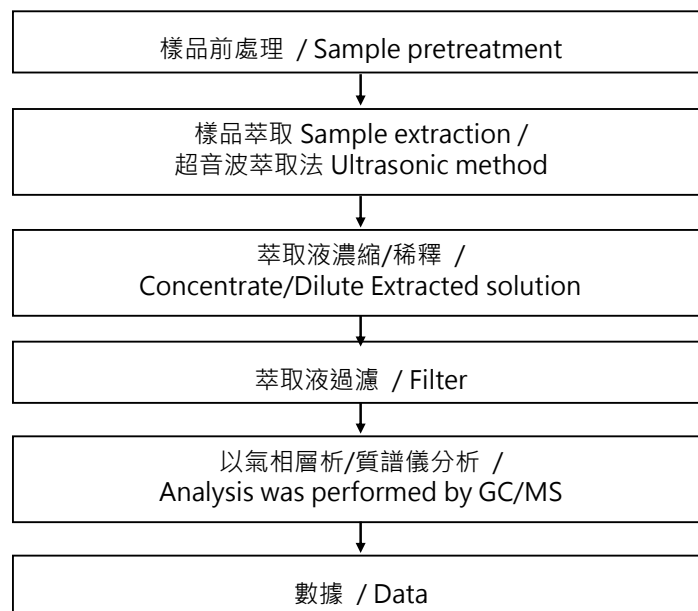 樣品前處理 / Sample pretreatment
樣品萃取 Sample extraction /
超音波萃取法 Ultrasonic method
萃取液濃縮/稀釋 /
Concentrate/Dilute Extracted solution
萃取液過濾 / Filter
以氣相層析/質譜儀分析 /
Analysis was performed by GC/MS
數據 / Data